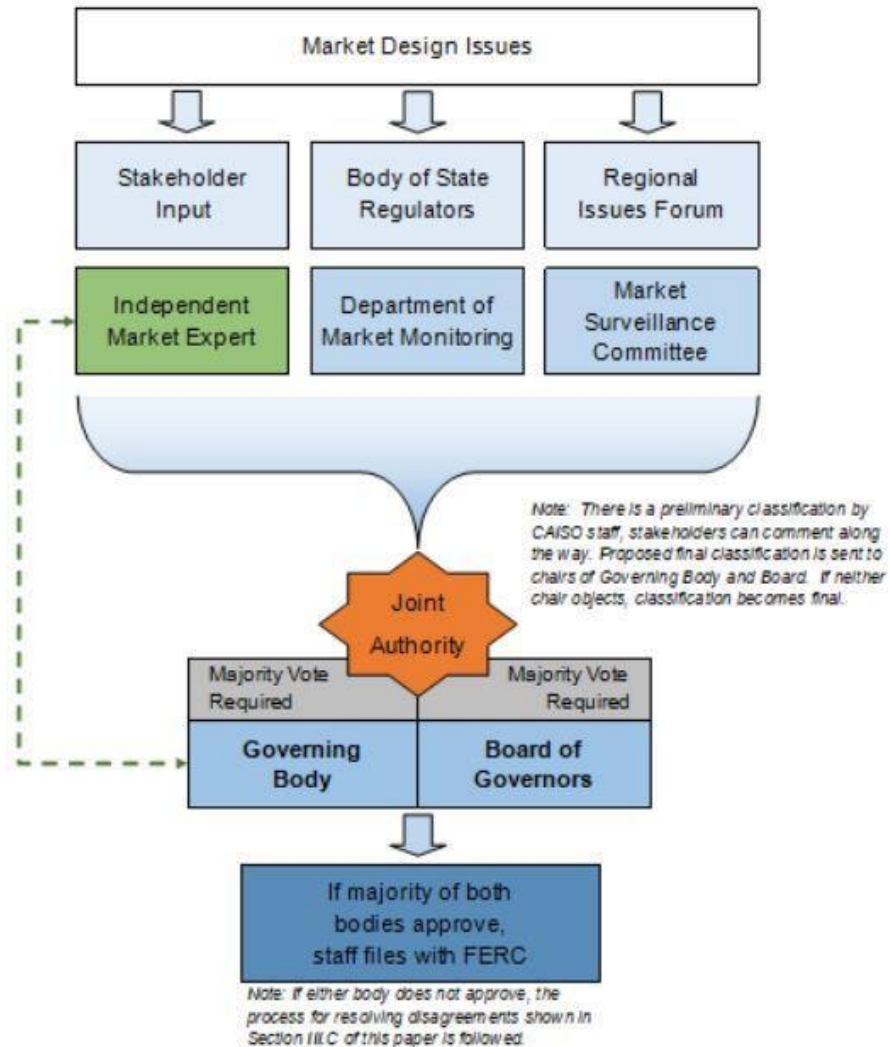 Market Design Issues
Stakeholder
Input
Body of State
Regulators
Regional
Issues Forum
Independent
Market Expert
Department of
Market Monitoring
Market
Surveillance
Committee
Note: There is a preliminary classification by
CAISO staff, stakeholders can comment along
the way. Proposed final classification is sent to
chairs of Governing Body and Board. If neither
chair objects, classification becomes final.
Joint
Authority
Majority Vote
Required
Majority Vote
Required
Governing
Body
Board of
Governors
If majority of both
bodies approve,
staff files with FERC
Note: If either body does not approve, the
process for resolving disagreements shown in
Section III.C of this paper is followed.